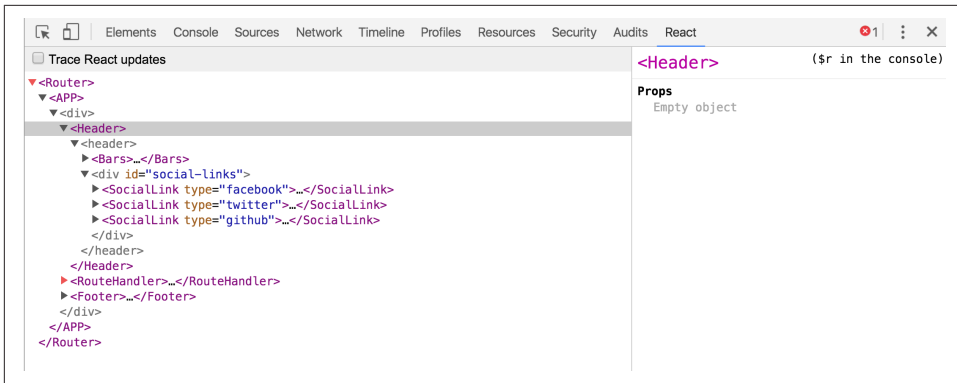 Elements Console Sources Network Timeline Profiles Resources Security Audits React 1
Trace React updates
<Router>
<APP>
<div>
<Header>
<header>
<Bars>…</Bars>
<div id="social-links">
<SocialLink type="facebook">…</SocialLink>
<SocialLink type="twitter">…</SocialLink>
<SocialLink type="github">…</SocialLink>
</div>
</header>
</Header>
<RouteHandler>…</RouteHandler>
<Footer>…</Footer>
</div>
</APP>
</Router>
<Header> ($r in the console)
Props
Empty object